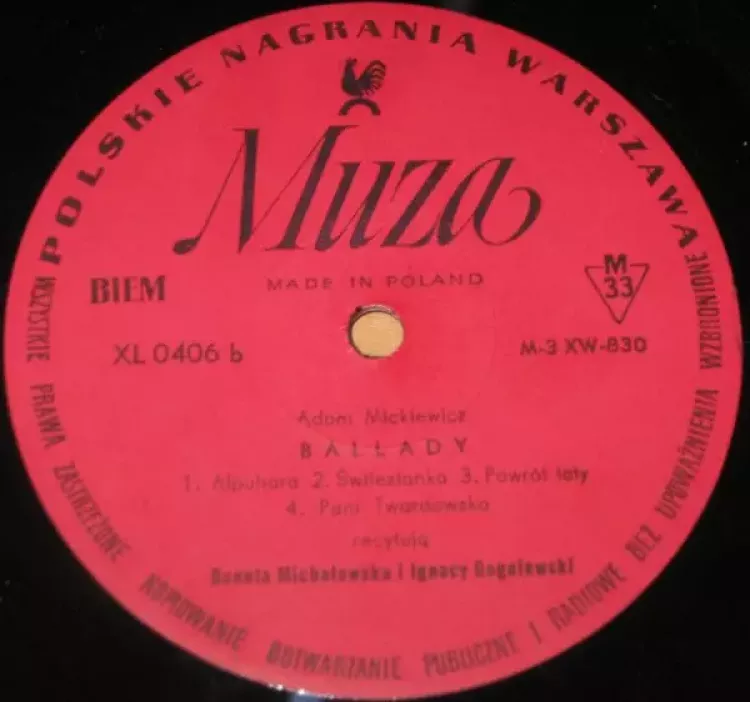 POLSKIE NAGRANIA WARSZAWA
Muza
MADE IN POLAND
BIEM
M
33
XL 0406 b
M-3 XW-830
Adam Mickiewicz
BALLADY
1. Alpuhara 2. Świtezianka 3. Powrót taty
4. Pani Twardowska
recytują
Danuta Michałowska i Ignacy Gogolewski
WSZYSTKIE PRAWA ZASTRZEŻONE KOPIOWANIE ODTWARZANIE PUBLICZNE I RADIOWE BEZ UPOWAŻNIENIA WZBRONIONE